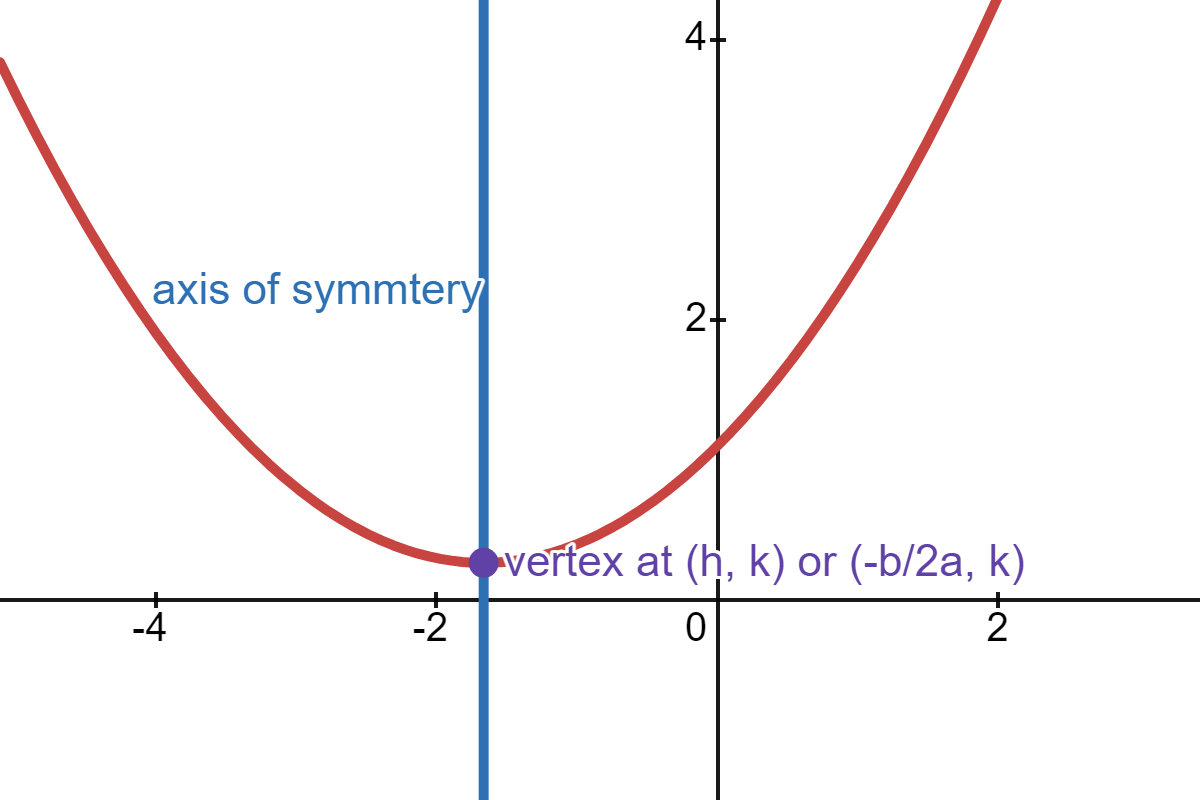 4
axis of symmtery
2
vertex at (h, k) or (-b/2a, k)
-4 -2 0 2